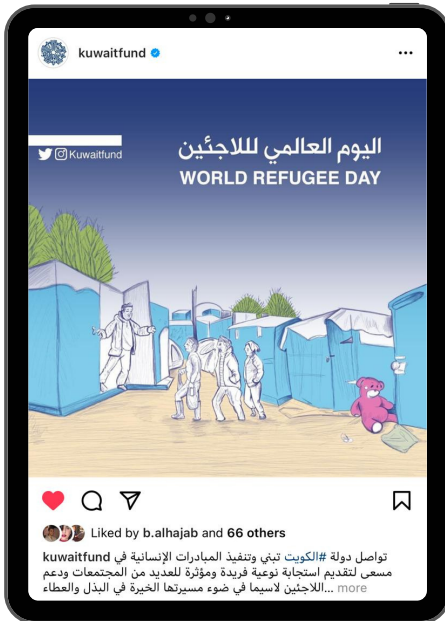 kuwaitfund
اليوم العالمي لللاجئين
Kuwaitfund
WORLD REFUGEE DAY
Liked by b.alhajab and 66 others
kuwaitfund تواصل دولة #الكويت تبني وتنفيذ المبادرات الإنسانية في
مسعى لتقديم استجابة نوعية فريدة ومؤثرة للعديد من المجتمعات ودعم
اللاجئين لاسيما في ضوء مسيرتها الخيرة في البذل والعطاء... more